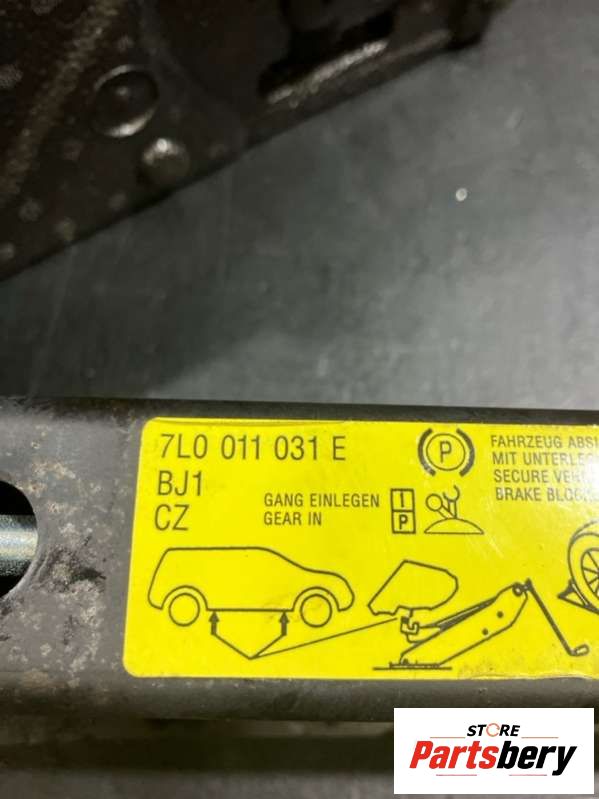 7L0 011 031 E
BJ1
CZ
GANG EINLEGEN
GEAR IN
I
P
P
FAHRZEUG
MIT
SECURE
BRAKE
STORE
Partsbery